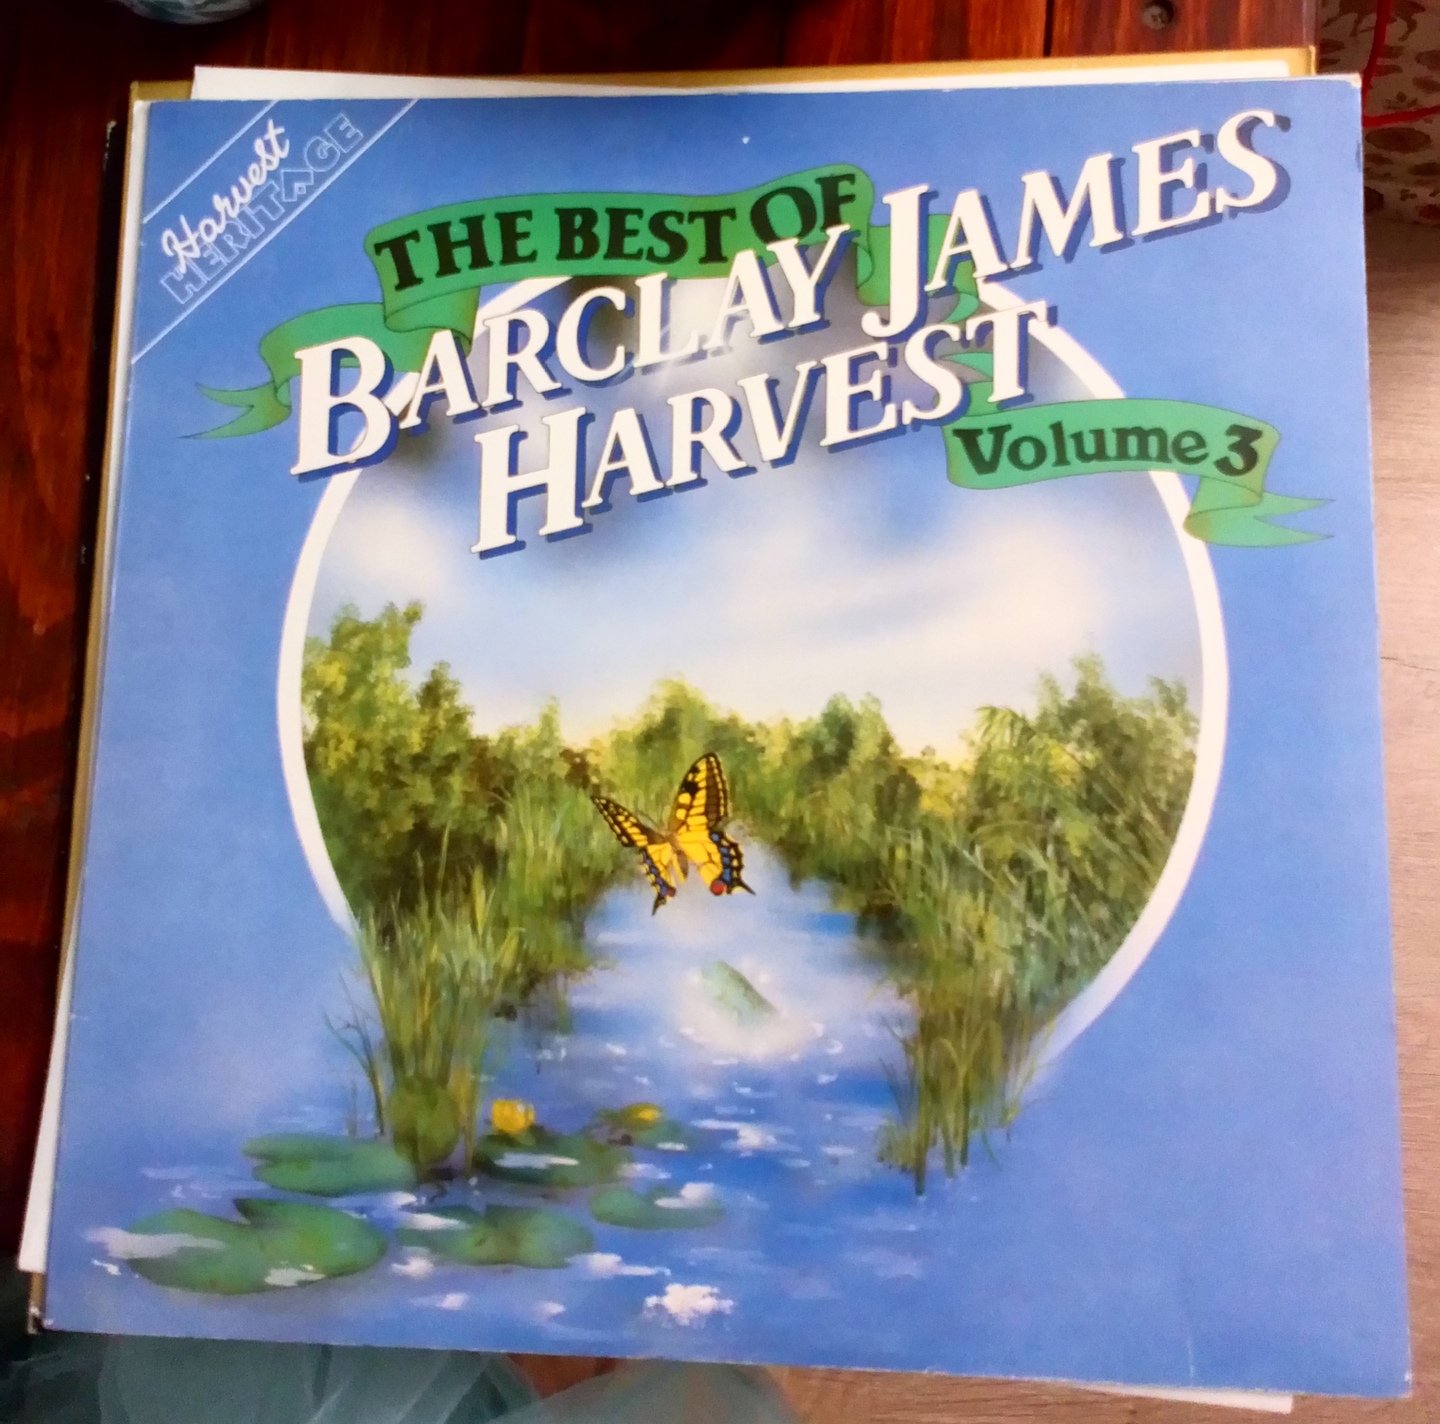 Harvest
HERITAGE
THE BEST OF
BARCLAY JAMES
HARVEST
Volume 3